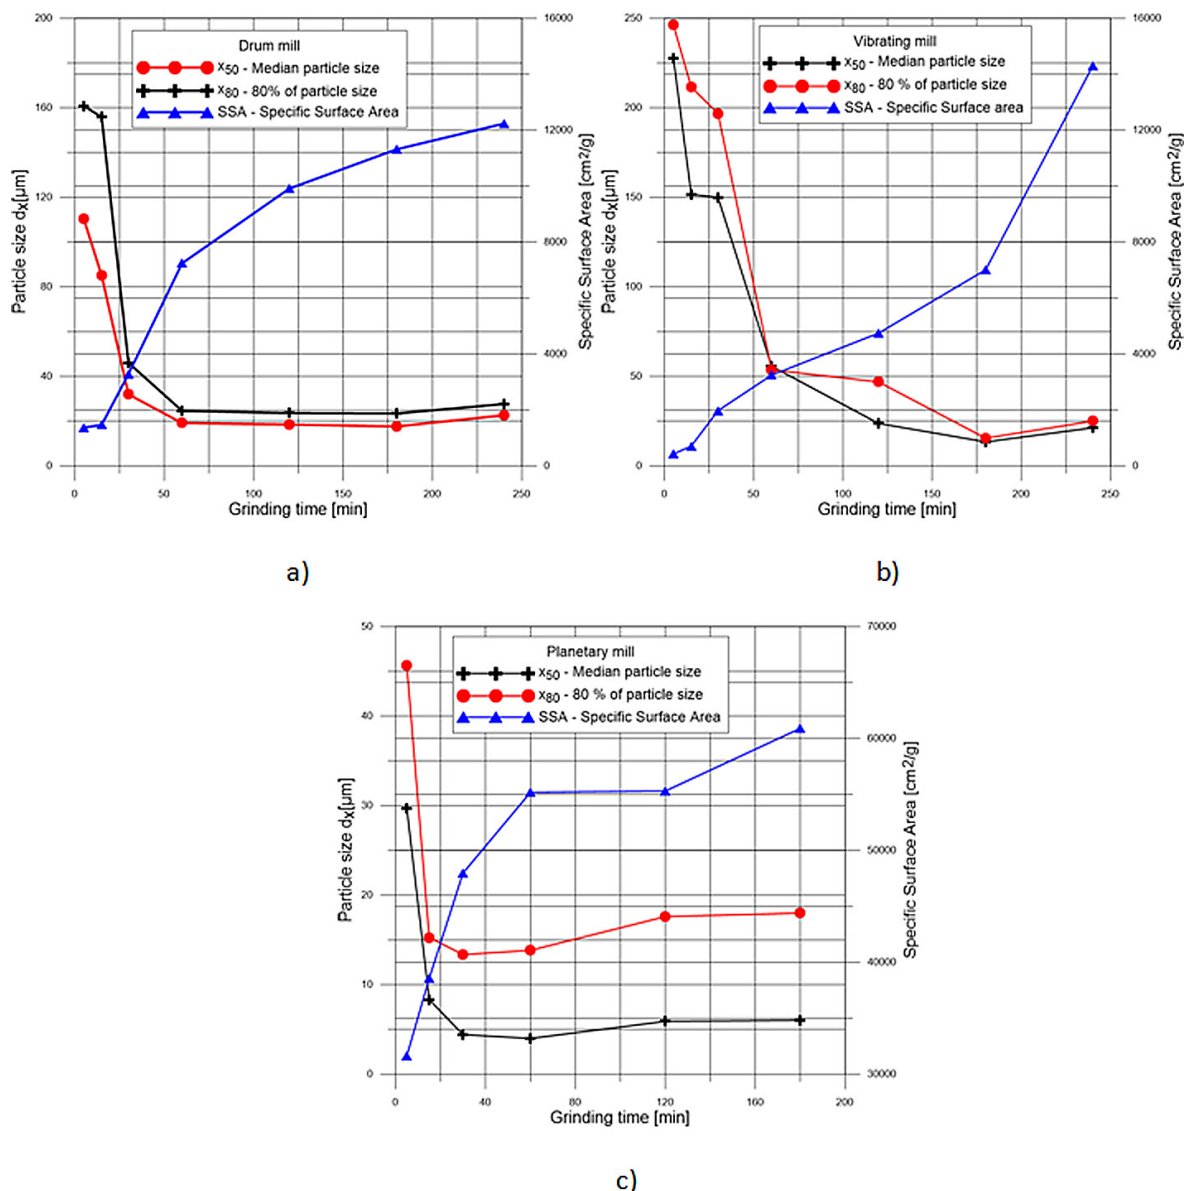 200
160
120
80
40
0
Particle size dx[µm]
Drum mill
x50 - Median particle size
x80 - 80% of particle size
SSA - Specific Surface Area
16000
12000
8000
4000
0
Specific Surface Area [cm2/g]
0 50 100 150 200 250
Grinding time [min]
a)
250
200
150
100
50
0
Particle size dx[µm]
Vibrating mill
x50 - Median particle size
x80 - 80 % of particle size
SSA - Specific Surface area
16000
12000
8000
4000
0
Specific Surface Area [cm2/g]
0 50 100 150 200 250
Grinding time [min]
b)
50
40
30
20
10
0
Particle size dx[µm]
Planetary mill
x50 - Median particle size
x80 - 80 % of particle size
SSA - Specific Surface Area
70000
60000
50000
40000
30000
Specific Surface Area [cm2/g]
0 40 80 120 160 200
Grinding time [min]
c)